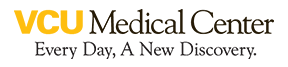 VCU Medical Center
Every Day, A New Discovery.